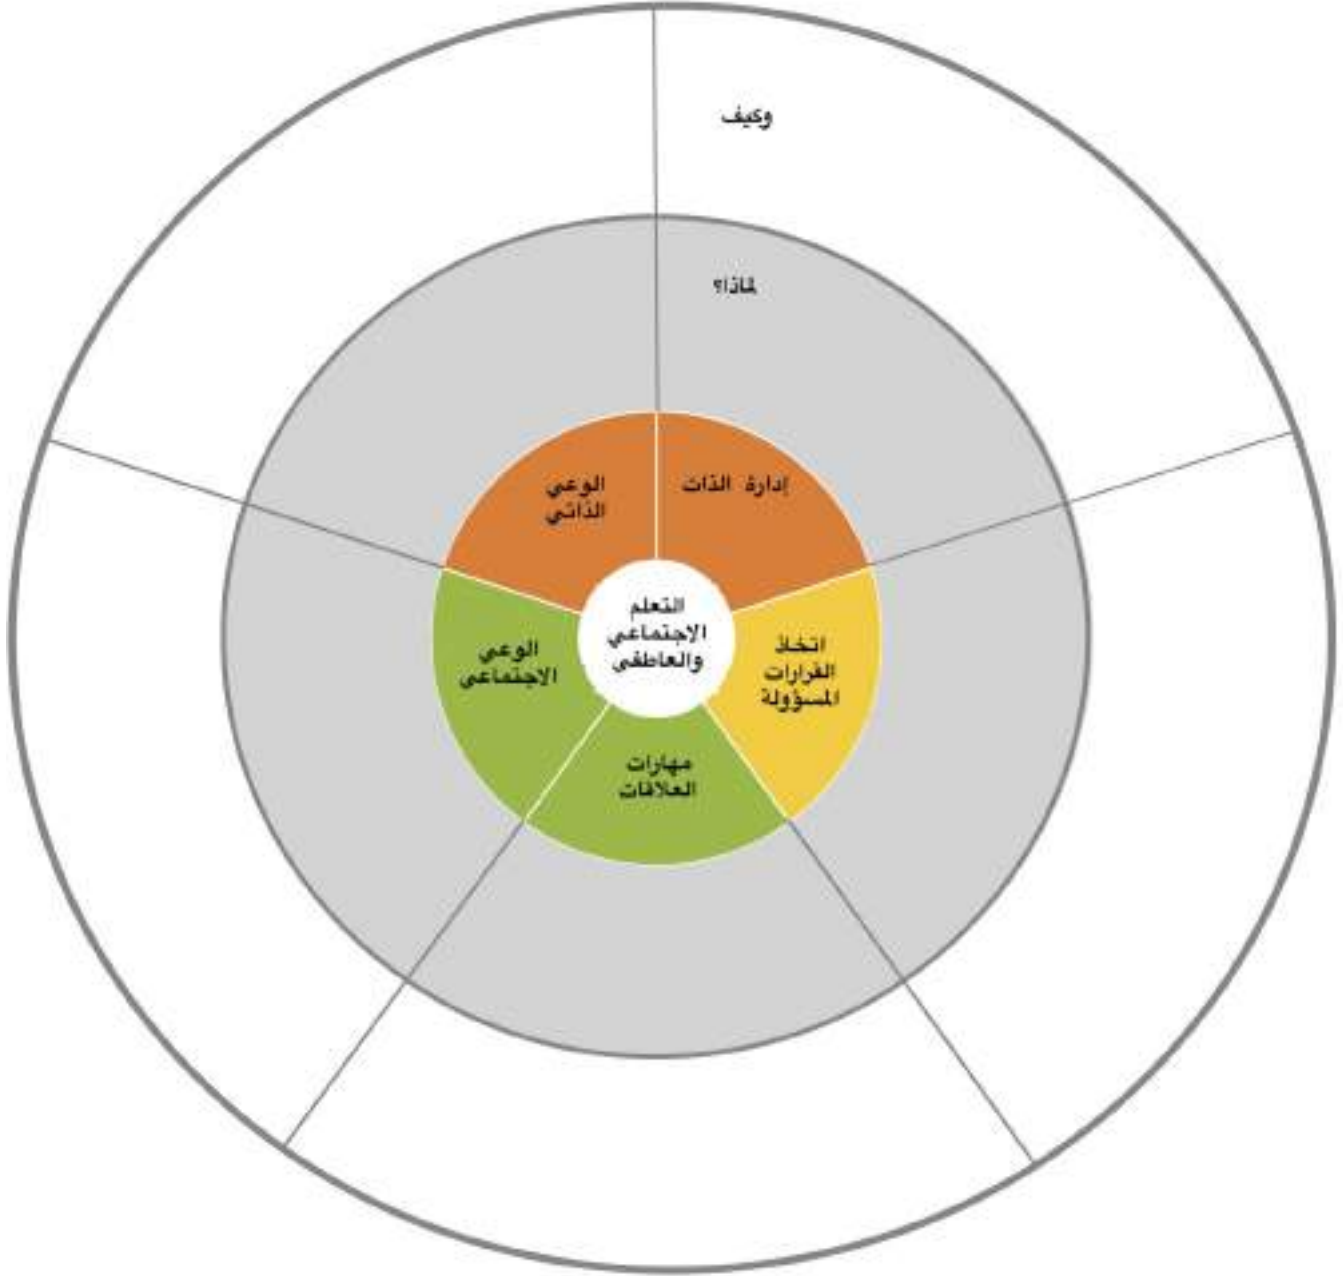 وكيف
لماذا؟
إدارة الذات
الوعي
الذاتي
التعلم
الاجتماعي
والعاطفي
اتخاذ
القرارات
المسؤولة
الوعي
الاجتماعي
مهارات
العلاقات